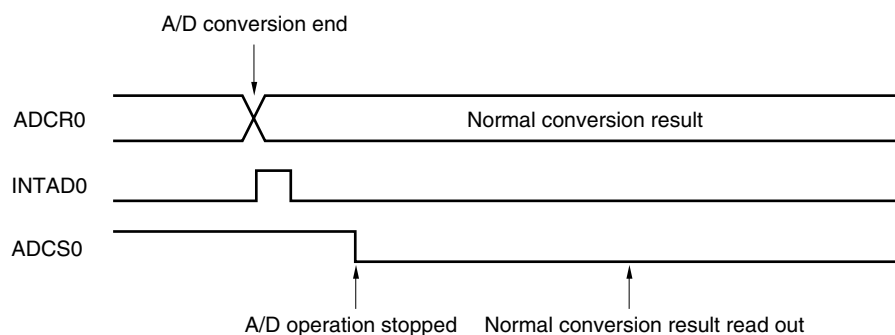 A/D conversion end
ADCR0
Normal conversion result
INTAD0
ADCS0
A/D operation stopped
Normal conversion result read out